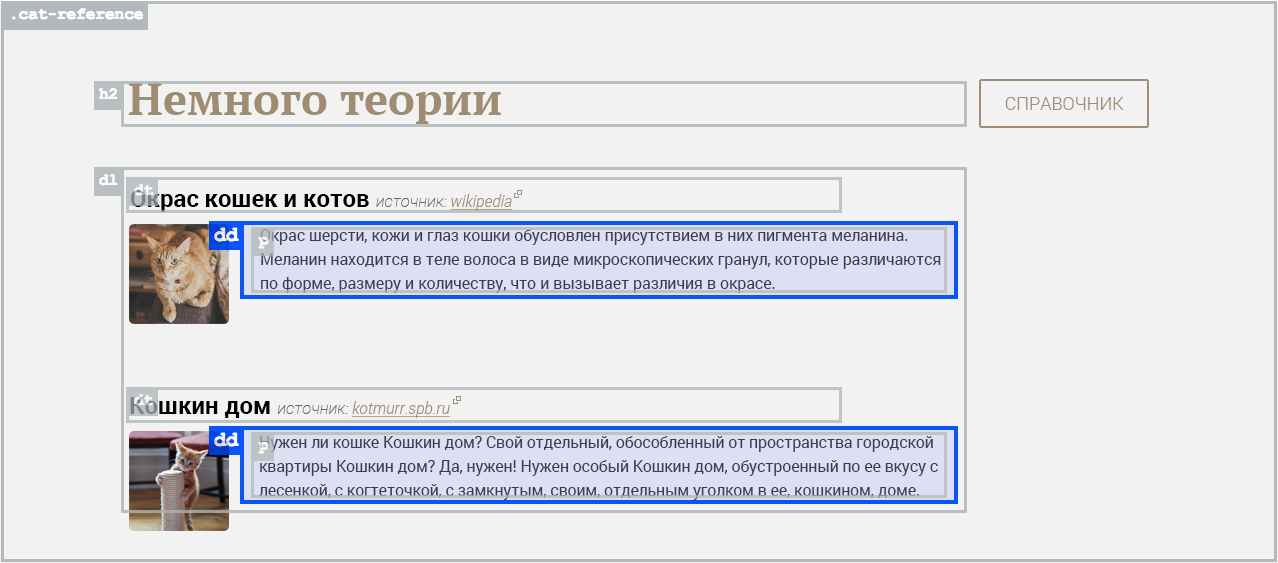 .cat-reference
h2
Немного теории
СПРАВОЧНИК
dl
dt
Окрас кошек и котов источник: wikipedia
dd
p
Окрас шерсти, кожи и глаз кошки обусловлен присутствием в них пигмента меланина.
Меланин находится в теле волоса в виде микроскопических гранул, которые различаются
по форме, размеру и количеству, что и вызывает различия в окрасе.
dt
Кошкин дом источник: kotmurr.spb.ru
dd
p
Нужен ли кошке Кошкин дом? Свой отдельный, обособленный от пространства городской
квартиры Кошкин дом? Да, нужен! Нужен особый Кошкин дом, обустроенный по ее вкусу с
лесенкой, с когтеточкой, с замкнутым, своим, отдельным уголком в ее, кошкином, доме.